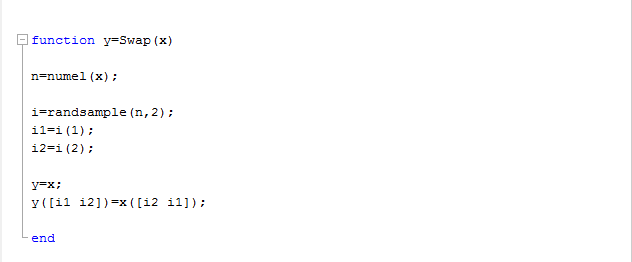 function y=Swap(x)
n=numel(x);
i=randsample(n,2);
i1=i(1);
i2=i(2);
y=x;
y([i1 i2])=x([i2 i1]);
end